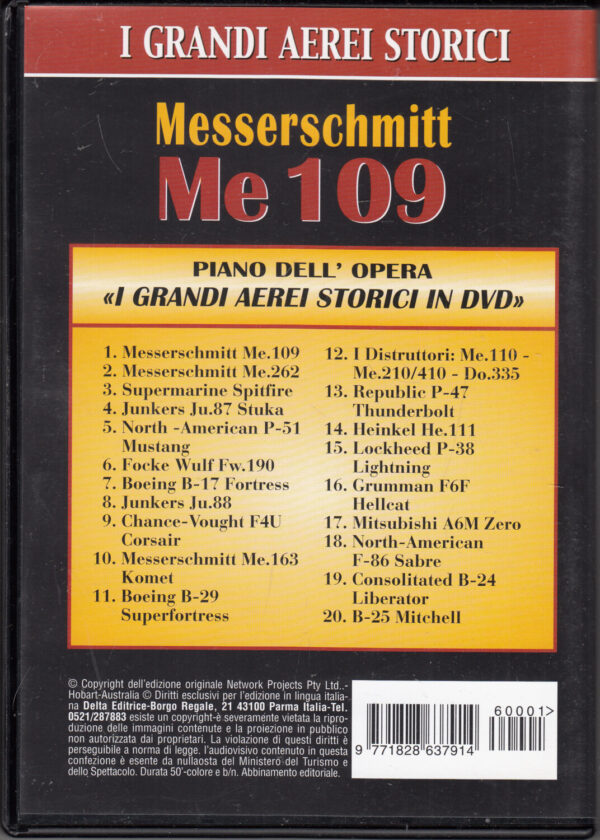 I GRANDI AEREI STORICI
Messerschmitt
Me 109
PIANO DELL' OPERA
«I GRANDI AEREI STORICI IN DVD»
1. Messerschmitt Me.109
2. Messerschmitt Me.262
3. Supermarine Spitfire
4. Junkers Ju.87 Stuka
5. North -American P-51
Mustang
6. Focke Wulf Fw.190
7. Boeing B-17 Fortress
8. Junkers Ju.88
9. Chance-Vought F4U
Corsair
10. Messerschmitt Me.163
Komet
11. Boeing B-29
Superfortress
12. I Distruttori: Me.110 -
Me.210/410 - Do.335
13. Republic P-47
Thunderbolt
14. Heinkel He.111
15. Lockheed P-38
Lightning
16. Grumman F6F
Hellcat
17. Mitsubishi A6M Zero
18. North-American
F-86 Sabre
19. Consolitated B-24
Liberator
20. B-25 Mitchell
© Copyright dell'edizione originale Network Projects Pty Ltd.-
Hobart-Australia © Diritti esclusivi per l'edizione in lingua italia-
na Delta Editrice-Borgo Regale, 21 43100 Parma Italia-Tel.
0521/287883 esiste un copyright-è severamente vietata la ripro-
duzione delle immagini contenute e la proiezione in pubblico
non autorizzata dai proprietari. La violazione di questi diritti è
perseguibile a norma di legge. l'audiovisivo contenuto in questa
confezione è esente da nullaosta del Ministero del Turismo e
dello Spettacolo. Durata 50'-colore e b/n. Abbinamento editoriale.
60001>
9 771828 637914